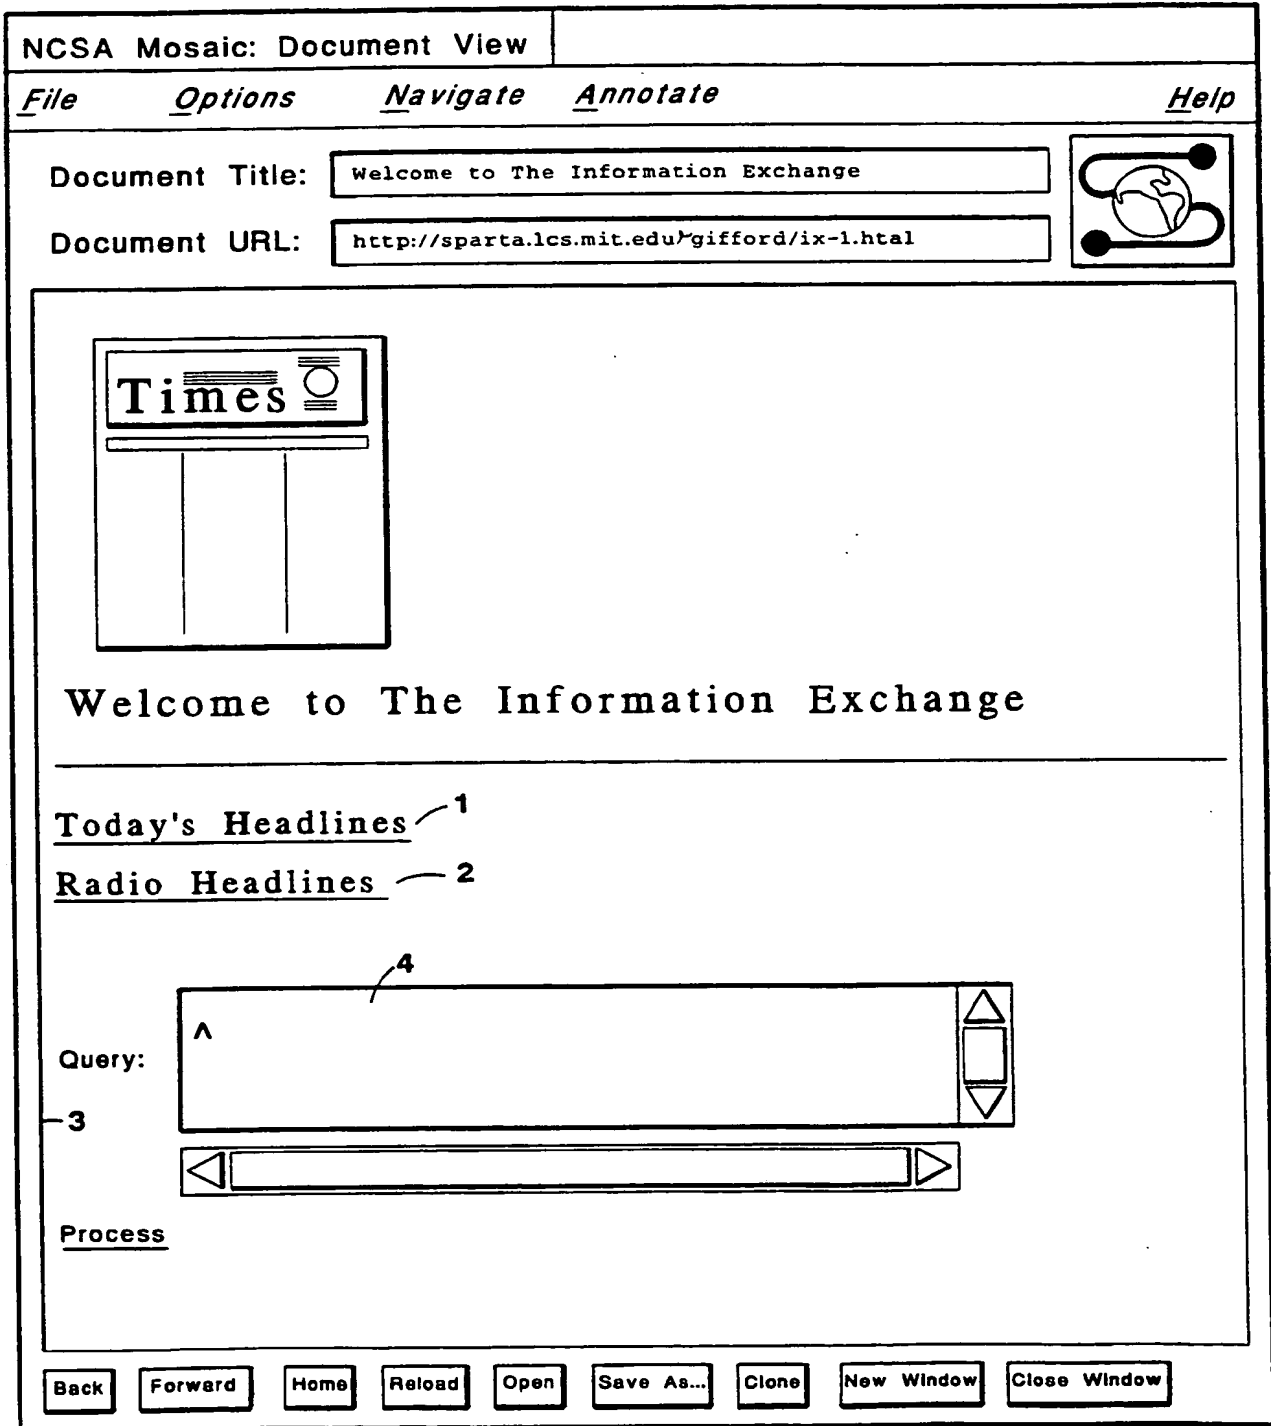 NCSA Mosaic: Document View
File Options Navigate Annotate Help
Document Title: Welcome to The Information Exchange
Document URL: http://sparta.lcs.mit.edu/~gifford/ix-1.htal
Times
Welcome to The Information Exchange
Today's Headlines 1
Radio Headlines 2
4
^
Query:
3
Process
Back Forward Home Reload Open Save As... Clone New Window Close Window